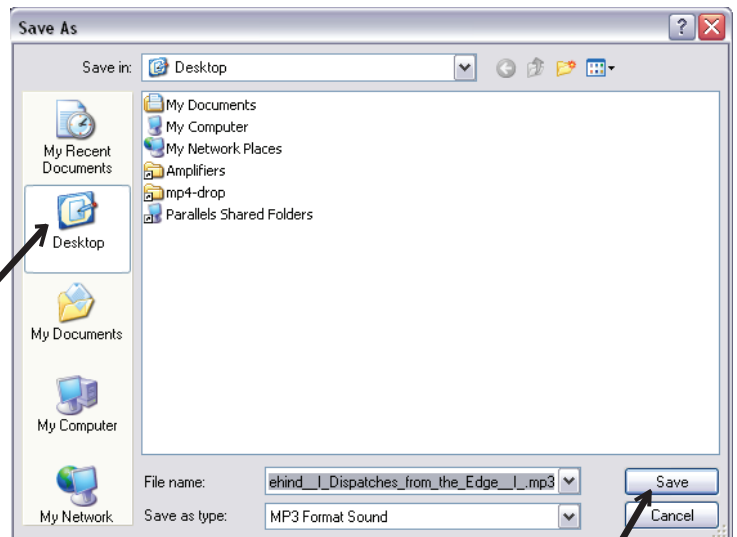 Save As
Save in: Desktop
My Recent
Documents
Desktop
My Documents
My Computer
My Network
My Documents
My Computer
My Network Places
Amplifiers
mp4-drop
Parallels Shared Folders
File name: ehind__I_Dispatches_from_the_Edge__I_.mp3 Save
Save as type: MP3 Format Sound Cancel